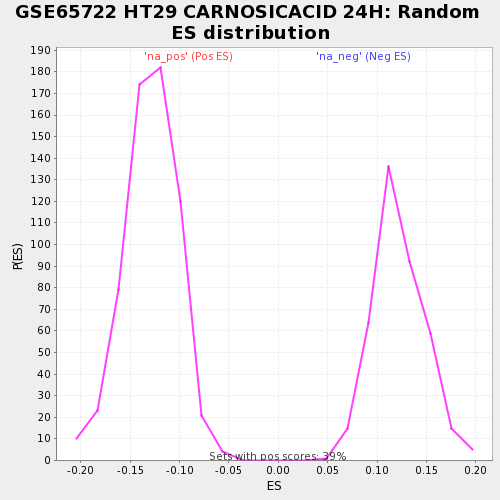 GSE65722 HT29 CARNOSICACID 24H: Random
ES distribution
'na_pos' (Pos ES) 'na_neg' (Neg ES)
190
180
170
160
150
140
130
120
110
100
90
80
70
60
50
40
30
20
10
0
P(ES)
Sets with pos scores: 39%
-0.20 -0.15 -0.10 -0.05 0.00 0.05 0.10 0.15 0.20
ES